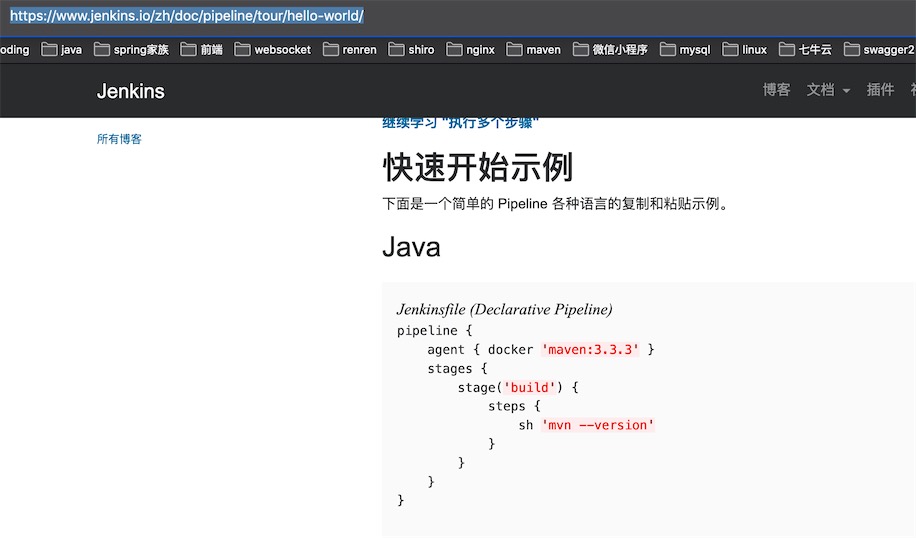 https://www.jenkins.io/zh/doc/pipeline/tour/hello-world/
oding java spring家族 前端 websocket renren shiro nginx maven 微信小程序 mysql linux 七牛云 swagger2
Jenkins 博客 文档 插件
所有博客
继续学习 "执行多个步骤"
快速开始示例
下面是一个简单的 Pipeline 各种语言的复制和粘贴示例。
Java
Jenkinsfile (Declarative Pipeline)
pipeline {
    agent { docker 'maven:3.3.3' }
    stages {
        stage('build') {
            steps {
                sh 'mvn --version'
            }
        }
    }
}